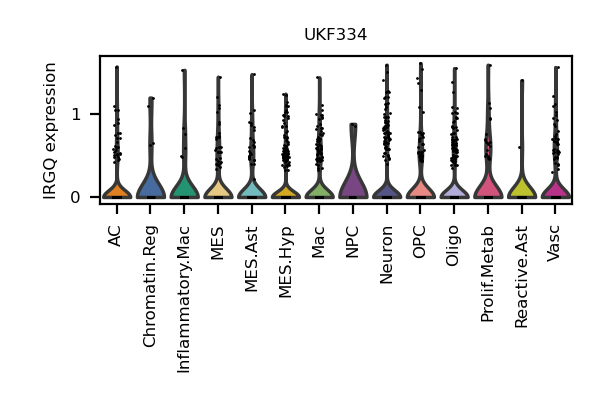 UKF334
IRGQ expression
1
0
AC
Chromatin.Reg
Inflammatory.Mac
MES
MES.Ast
MES.Hyp
Mac
NPC
Neuron
OPC
Oligo
Prolif.Metab
Reactive.Ast
Vasc